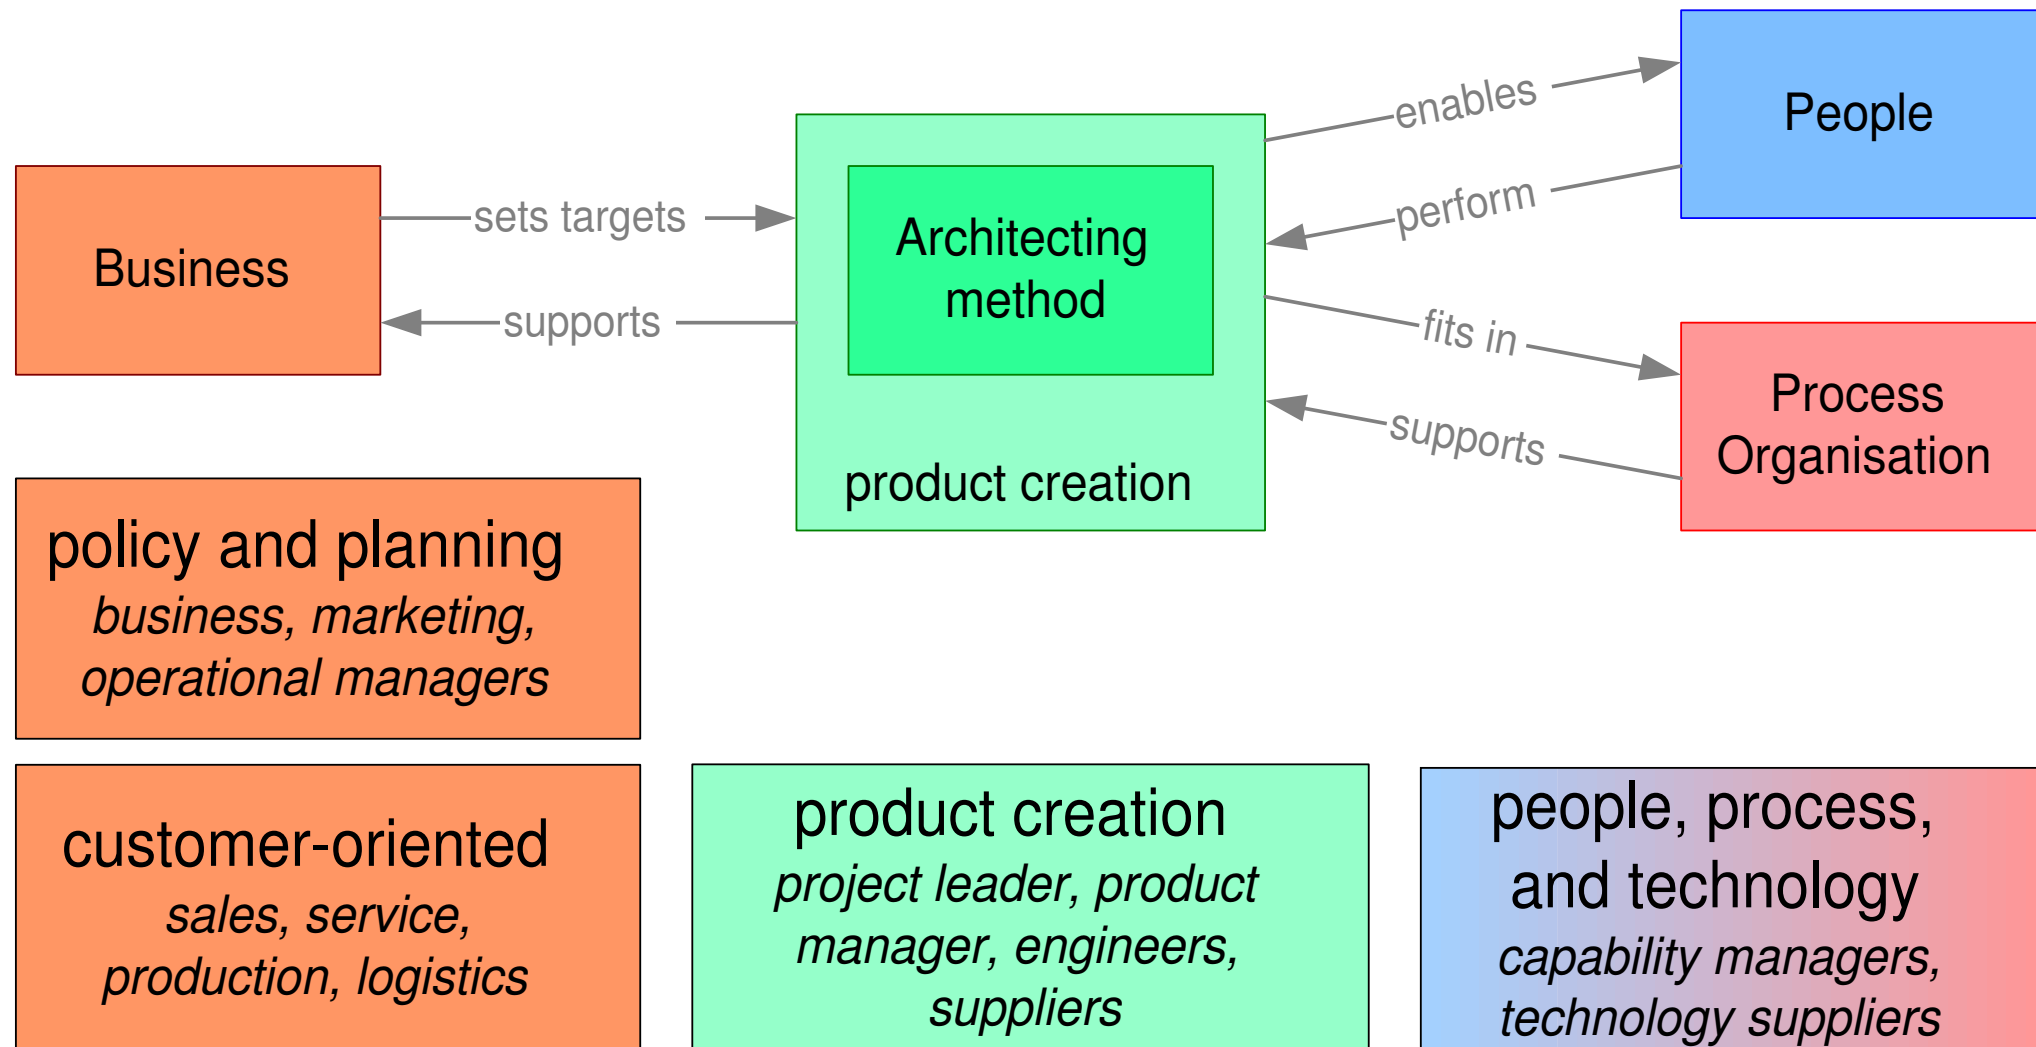 Business
sets targets
supports
Architecting
method
product creation
enables
perform
fits in
supports
People
Process
Organisation
policy and planning
business, marketing,
operational managers
customer-oriented
sales, service,
production, logistics
product creation
project leader, product
manager, engineers,
suppliers
people, process,
and technology
capability managers,
technology suppliers